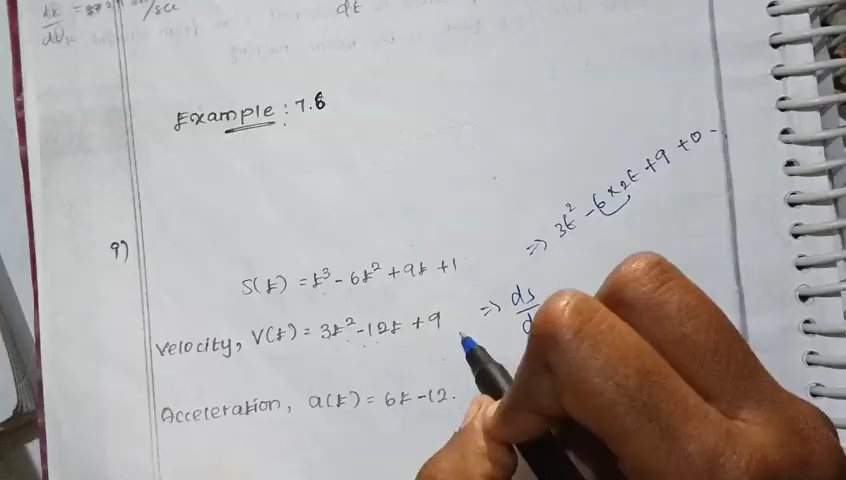 dt
Example : 7.6
=> 3t² - 6×2t + 9 + 0
9)
S(t) = t³ - 6t² + 9t + 1
Velocity, V(t) = 3t² - 12t + 9 => ds
Acceleration, a(t) = 6t - 12.